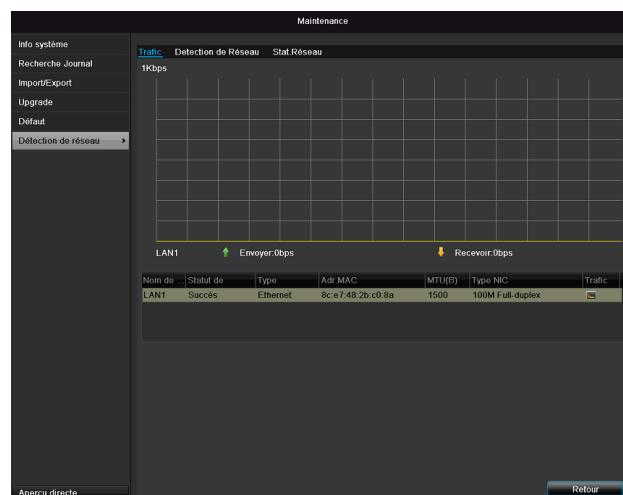 Maintenance
Info système
Recherche Journal
Import/Export
Upgrade
Défaut
Détection de réseau >
Trafic Detection de Réseau Stat.Réseau
1Kbps
LAN1 Envoyer:0bps Recevoir:0bps
Nom de ... Statut de Type Adr.MAC MTU(B) Type NIC Trafic
LAN1 Succès Ethernet 8c:e7:48:2b:c0:8a 1500 100M Full-duplex
Aperçu directe
Retour